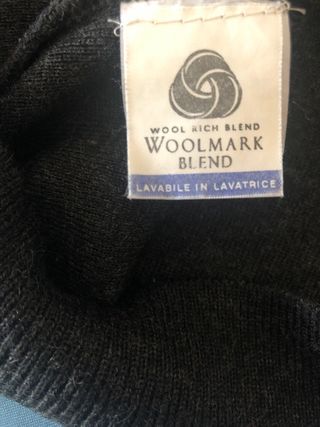 WOOL RICH BLEND
WOOLMARK
BLEND
LAVABILE IN LAVATRICE